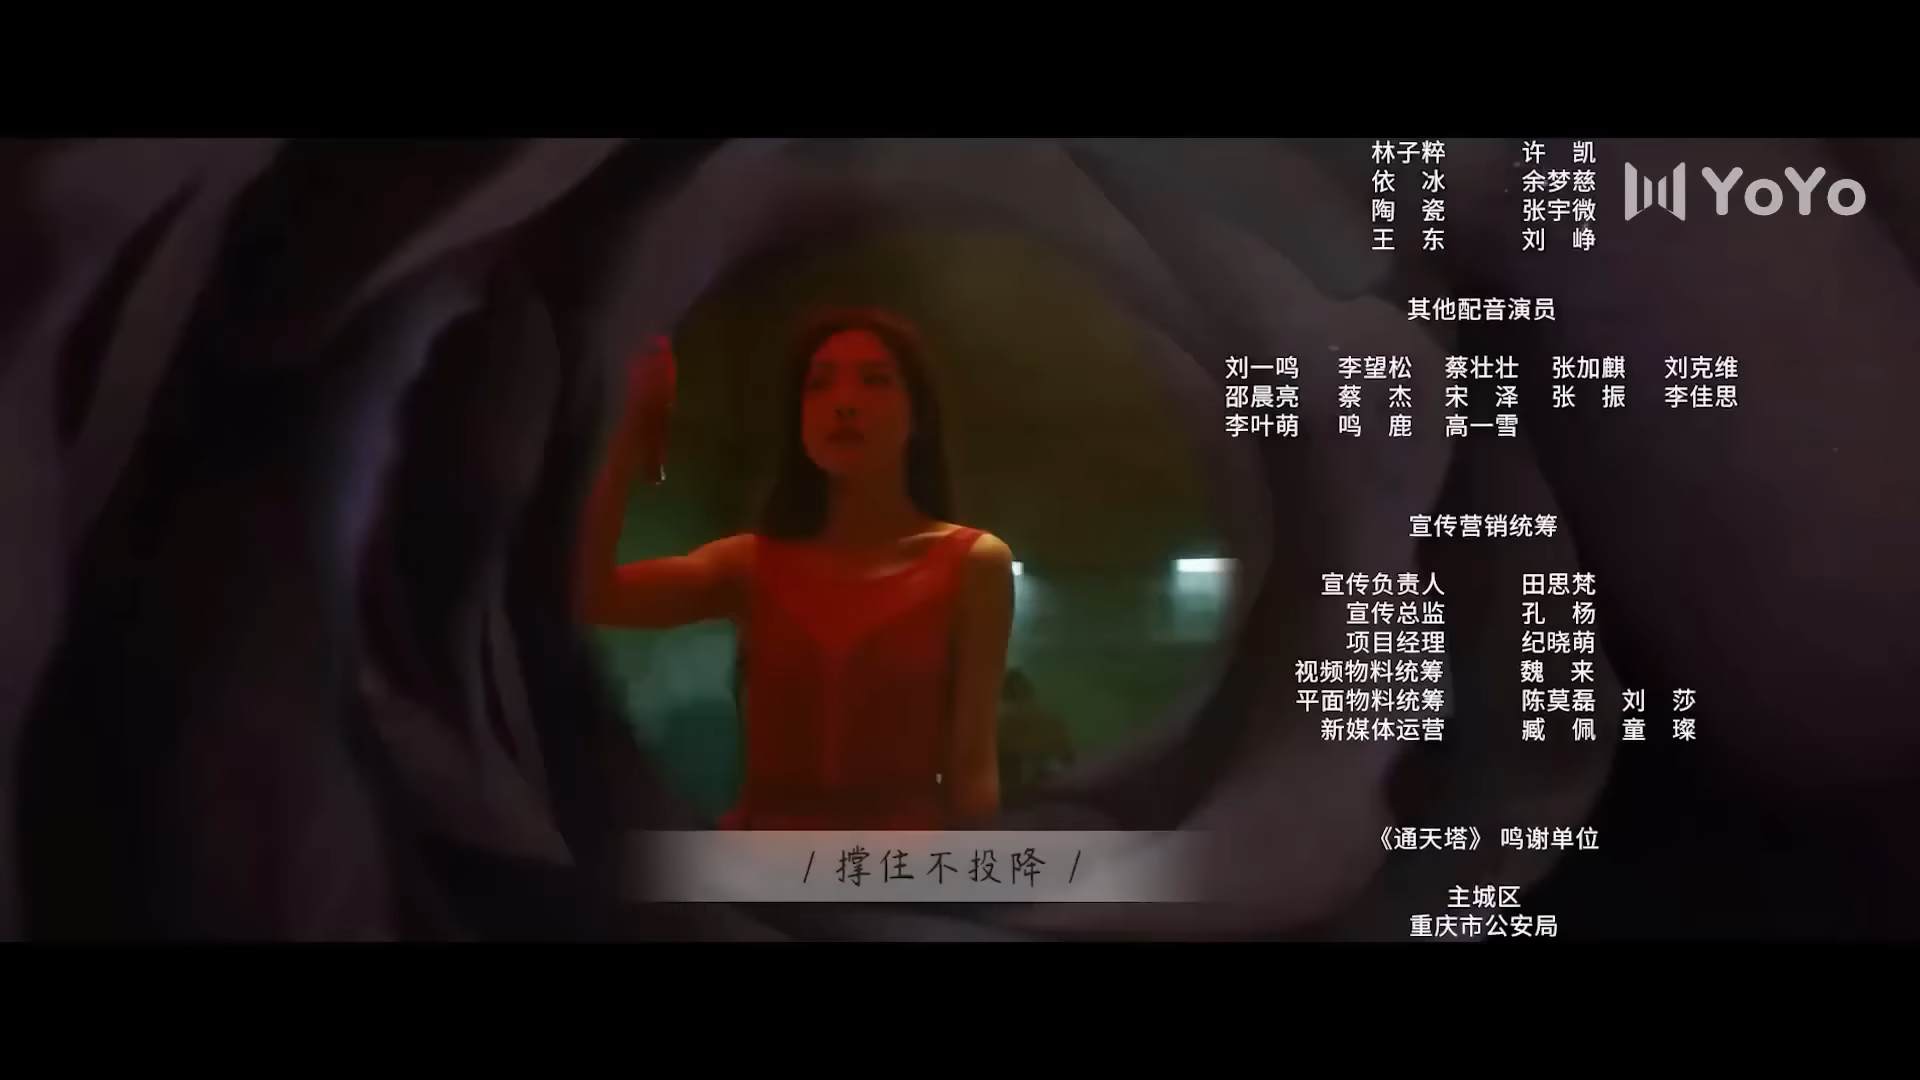 林子粹 许 凯
依 冰 余梦慈
陶 瓷 张宇微
王 东 刘 峥
YoYo
其他配音演员
刘一鸣 李望松 蔡壮壮 张加麒 刘克维
邵晨亮 蔡 杰 宋 泽 张 振 李佳思
李叶萌 鸣 鹿 高一雪
宣传营销统筹
宣传负责人 田思梵
宣传总监 孔 杨
项目经理 纪晓萌
视频物料统筹 魏 来
平面物料统筹 陈莫磊 刘 莎
新媒体运营 臧 佩 童 璨
《通天塔》 鸣谢单位
/ 撑住不投降 /
主城区
重庆市公安局